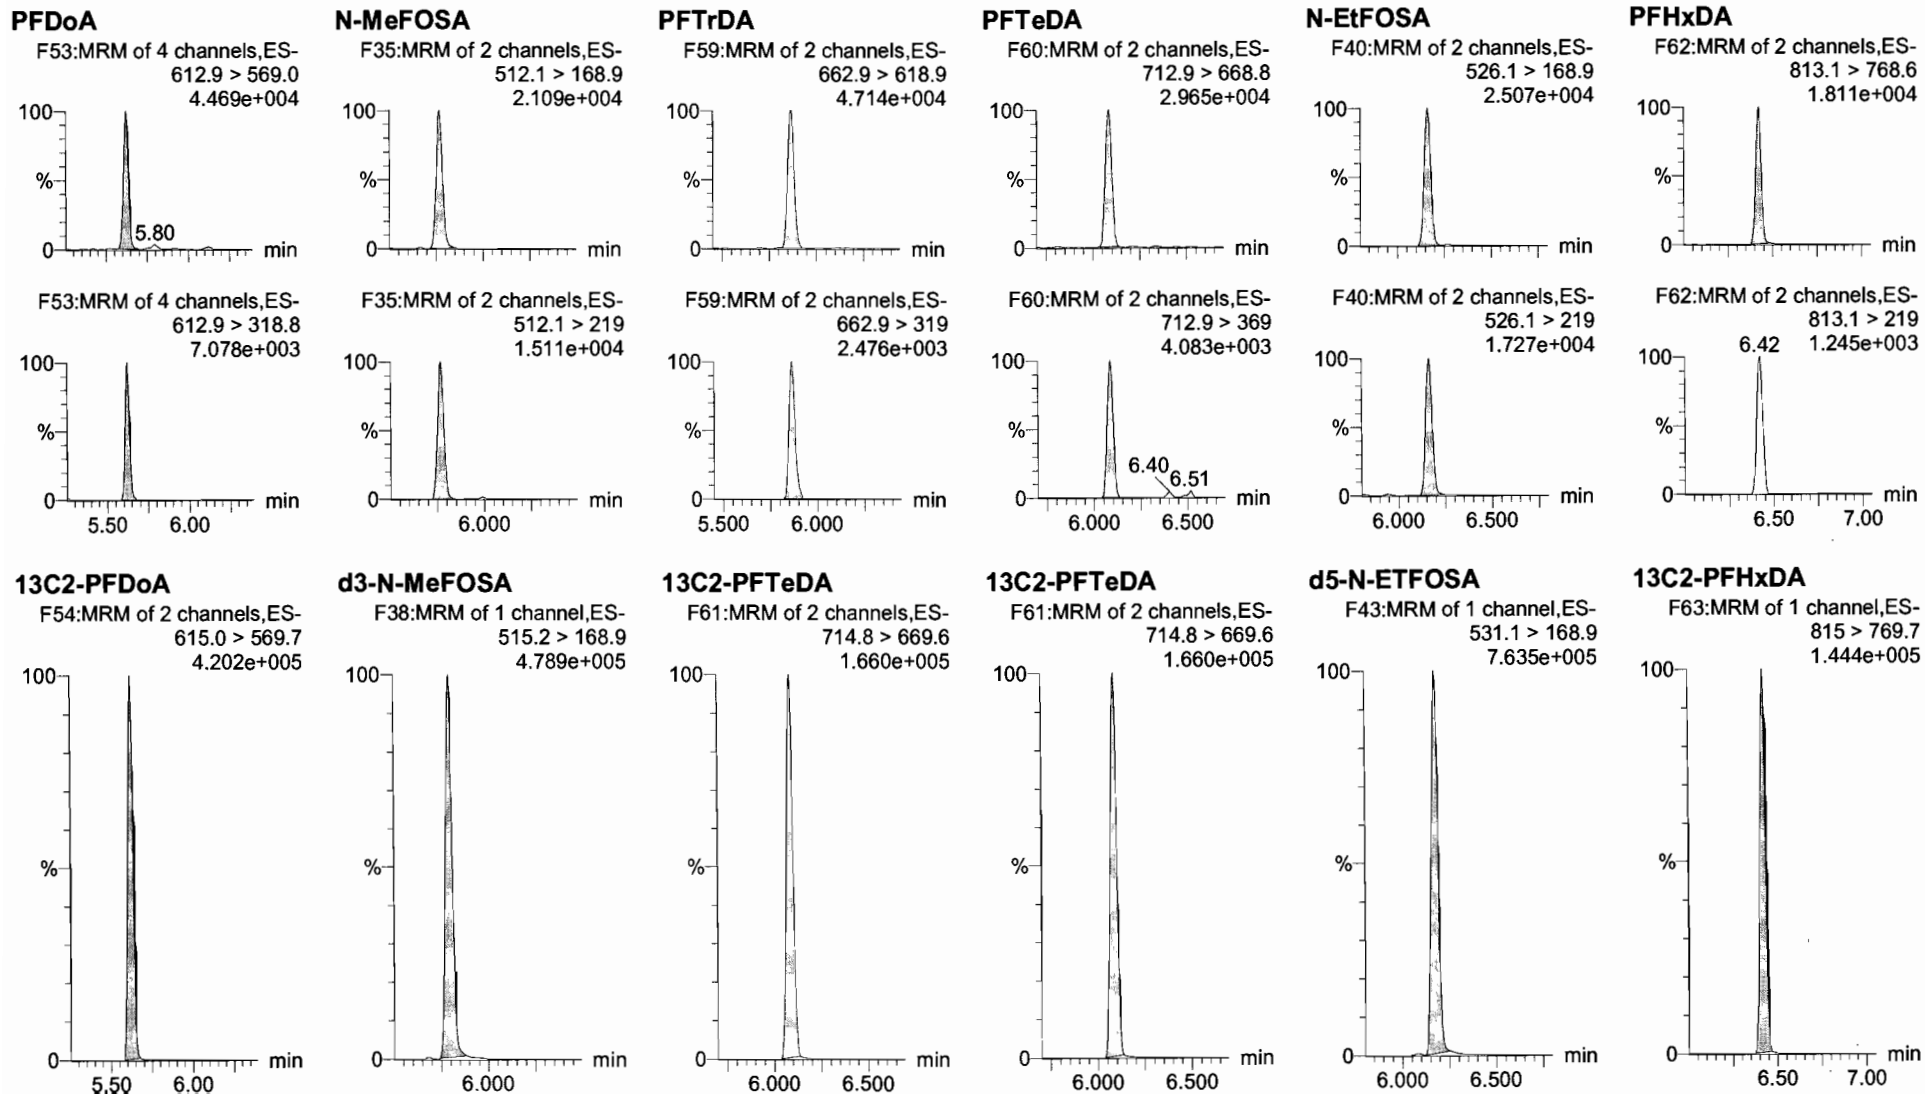 PFDoA
F53:MRM of 4 channels,ES-
612.9 > 569.0
4.469e+004
100
%
5.80
0
min
N-MeFOSA
F35:MRM of 2 channels,ES-
512.1 > 168.9
2.109e+004
100
%
0
min
PFTrDA
F59:MRM of 2 channels,ES-
662.9 > 618.9
4.714e+004
100
%
0
min
PFTeDA
F60:MRM of 2 channels,ES-
712.9 > 668.8
2.965e+004
100
%
0
min
N-EtFOSA
F40:MRM of 2 channels,ES-
526.1 > 168.9
2.507e+004
100
%
0
min
PFHxDA
F62:MRM of 2 channels,ES-
813.1 > 768.6
1.811e+004
100
%
0
min
F53:MRM of 4 channels,ES-
612.9 > 318.8
7.078e+003
100
%
0
min
5.50 6.00
F35:MRM of 2 channels,ES-
512.1 > 219
1.511e+004
100
%
0
min
6.000
F59:MRM of 2 channels,ES-
662.9 > 319
2.476e+003
100
%
0
min
5.500 6.000
F60:MRM of 2 channels,ES-
712.9 > 369
4.083e+003
100
%
6.40
6.51
0
min
6.000 6.500
F40:MRM of 2 channels,ES-
526.1 > 219
1.727e+004
100
%
0
min
6.000 6.500
F62:MRM of 2 channels,ES-
813.1 > 219
6.42 1.245e+003
100
%
0
min
6.50 7.00
13C2-PFDoA
F54:MRM of 2 channels,ES-
615.0 > 569.7
4.202e+005
100
%
0
min
5.50 6.00
d3-N-MeFOSA
F38:MRM of 1 channel,ES-
515.2 > 168.9
4.789e+005
100
%
0
min
6.000
13C2-PFTeDA
F61:MRM of 2 channels,ES-
714.8 > 669.6
1.660e+005
100
%
0
min
6.000 6.500
13C2-PFTeDA
F61:MRM of 2 channels,ES-
714.8 > 669.6
1.660e+005
100
%
0
min
6.000 6.500
d5-N-ETFOSA
F43:MRM of 1 channel,ES-
531.1 > 168.9
7.635e+005
100
%
0
min
6.000 6.500
13C2-PFHxDA
F63:MRM of 1 channel,ES-
815 > 769.7
1.444e+005
100
%
0
min
6.50 7.00